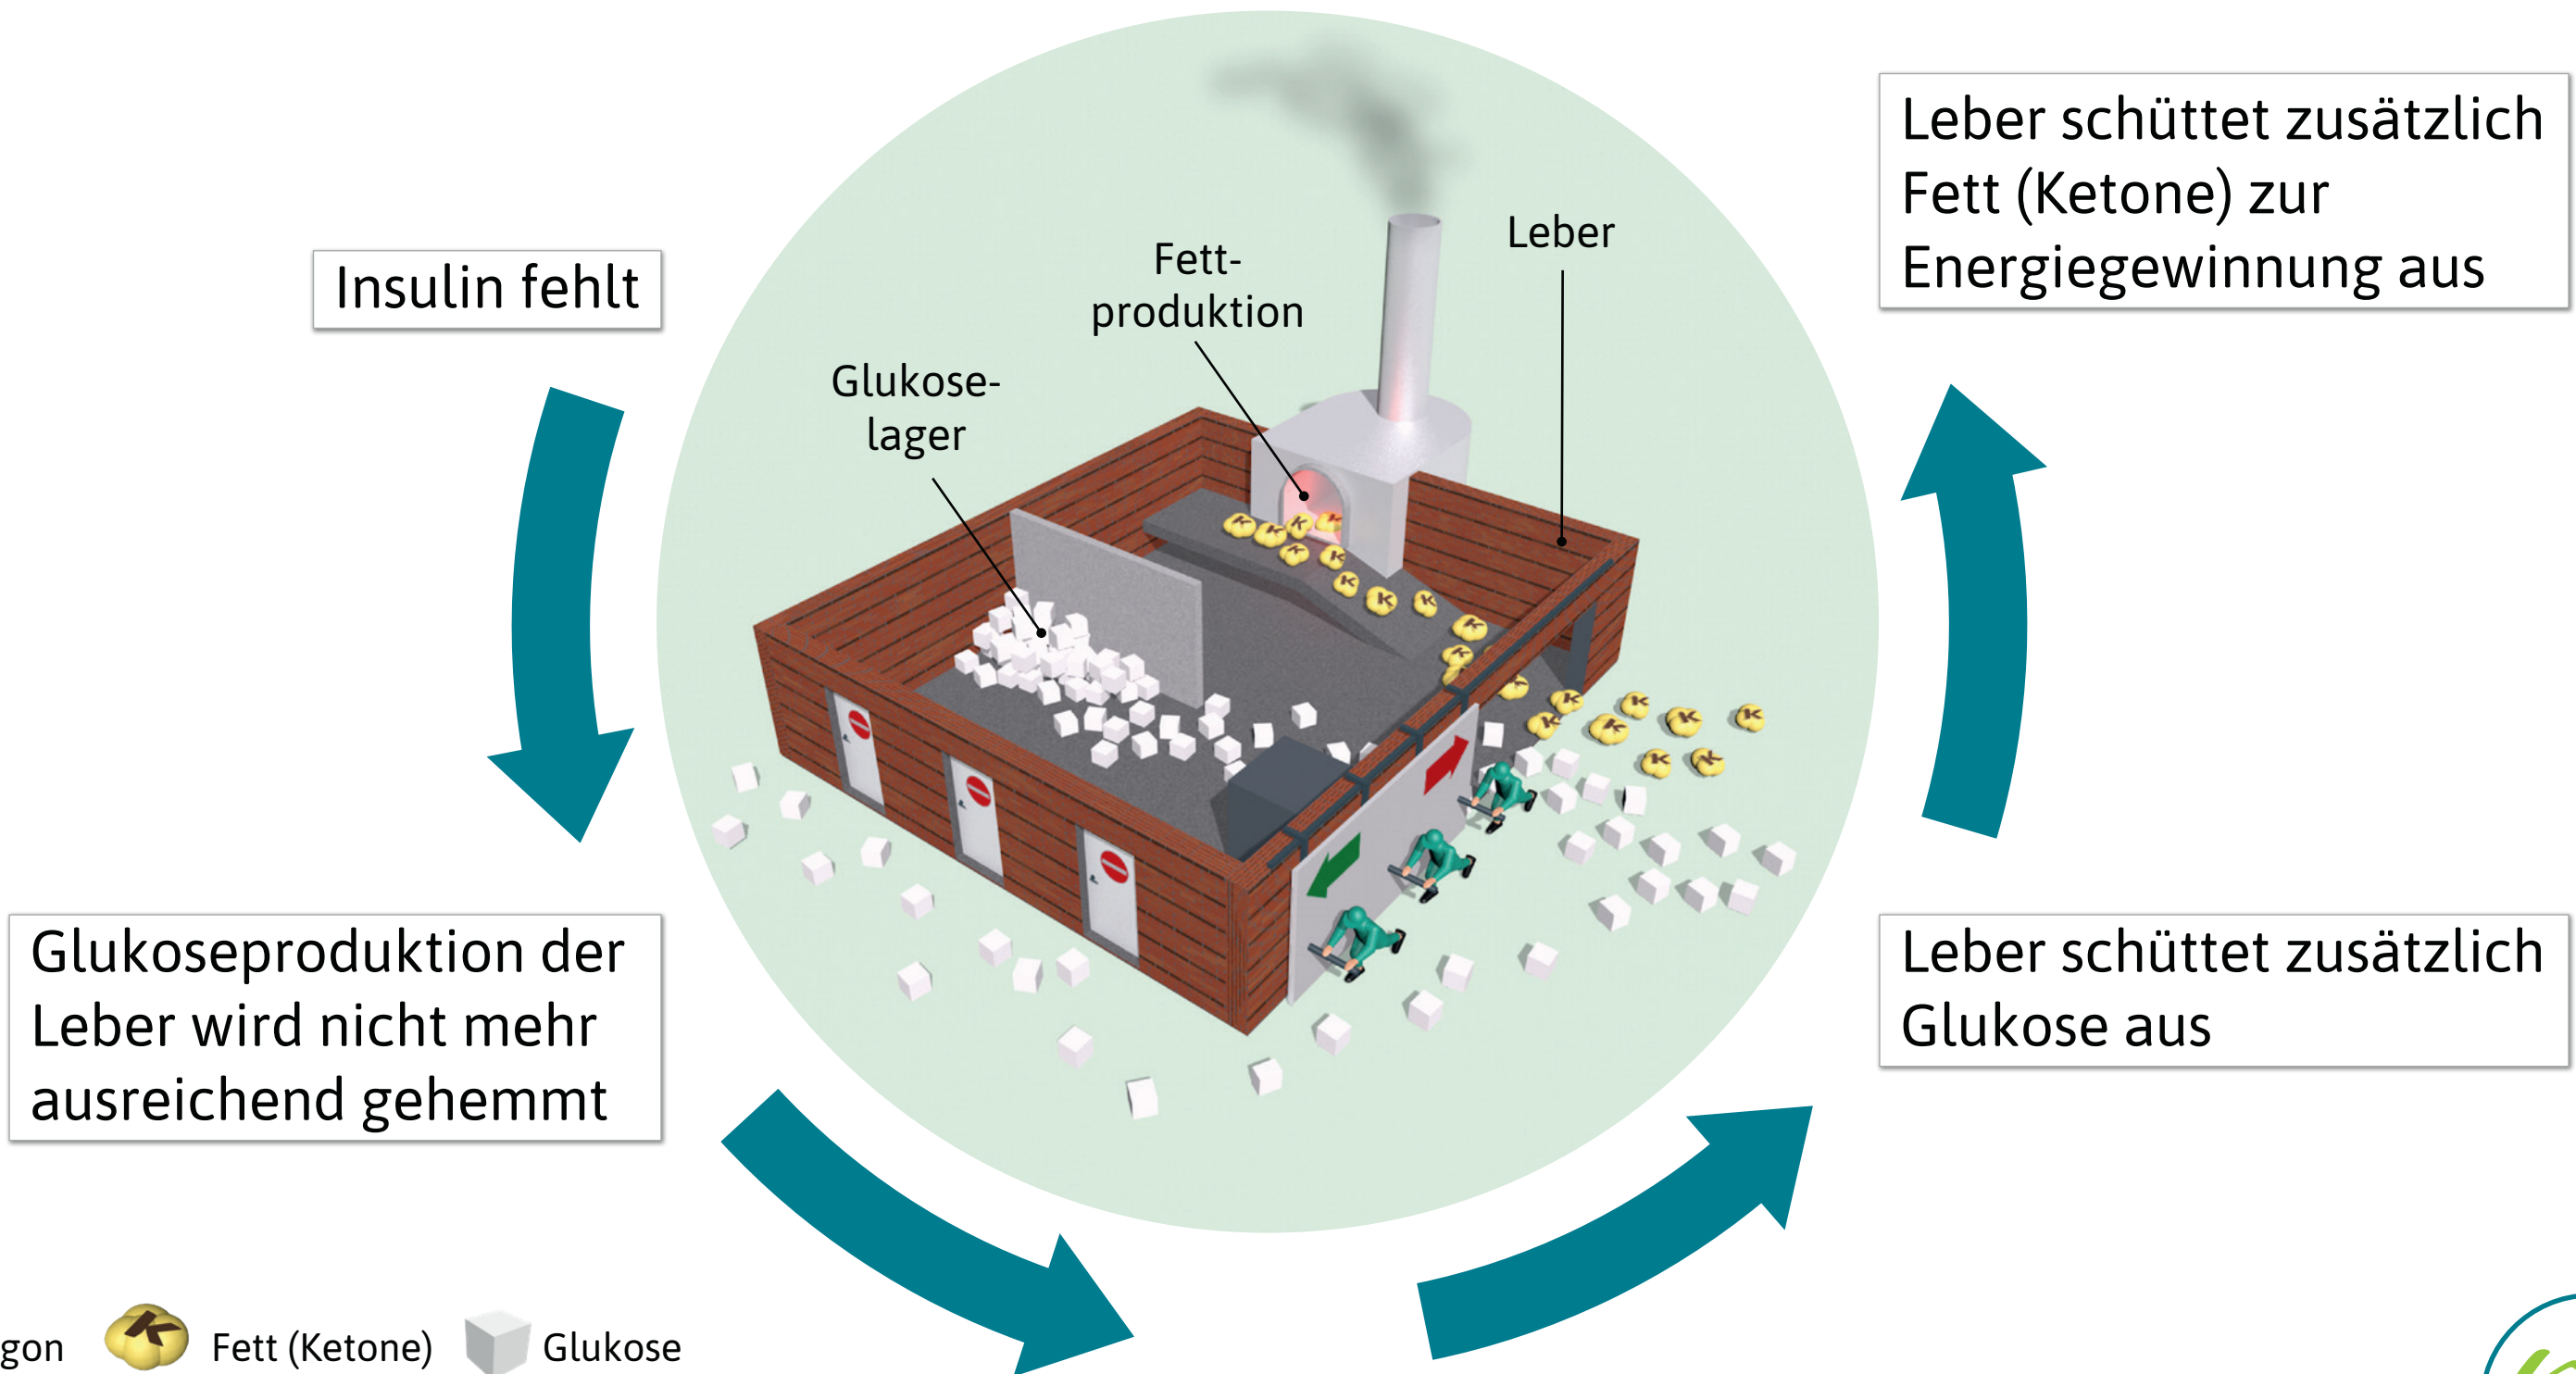 Leber schüttet zusätzlich
Fett (Ketone) zur
Energiegewinnung aus
Insulin fehlt
Leber
Fett-
produktion
Glukose-
lager
Glukoseproduktion der
Leber wird nicht mehr
ausreichend gehemmt
Leber schüttet zusätzlich
Glukose aus
gon
K Fett (Ketone)
Glukose